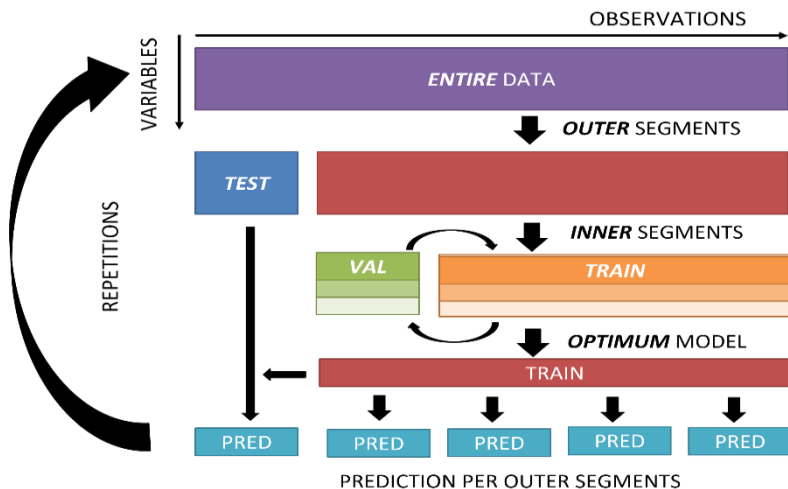 OBSERVATIONS
VARIABLES
ENTIRE DATA
OUTER SEGMENTS
TEST
REPETITIONS
INNER SEGMENTS
VAL
TRAIN
OPTIMUM MODEL
TRAIN
PRED
PRED
PRED
PRED
PRED
PREDICTION PER OUTER SEGMENTS